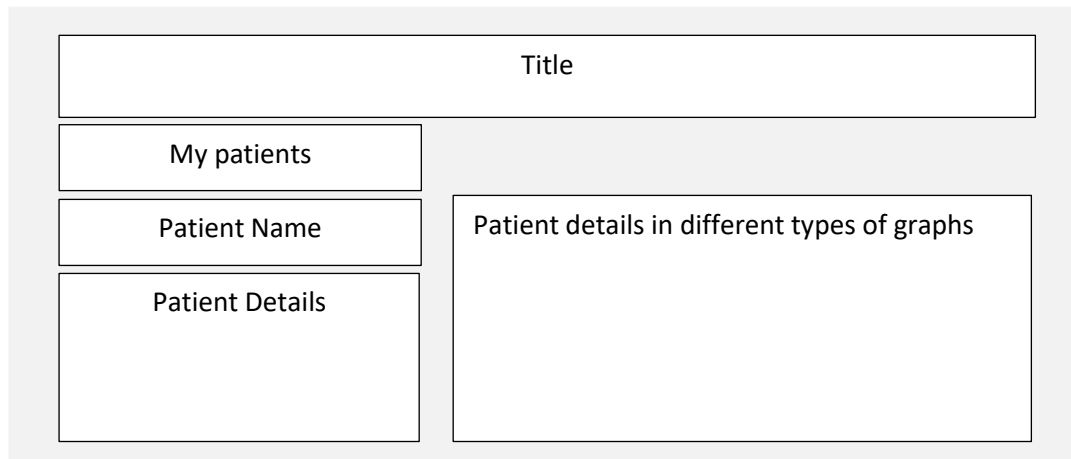 Title
My patients
Patient Name
Patient Details
Patient details in different types of graphs